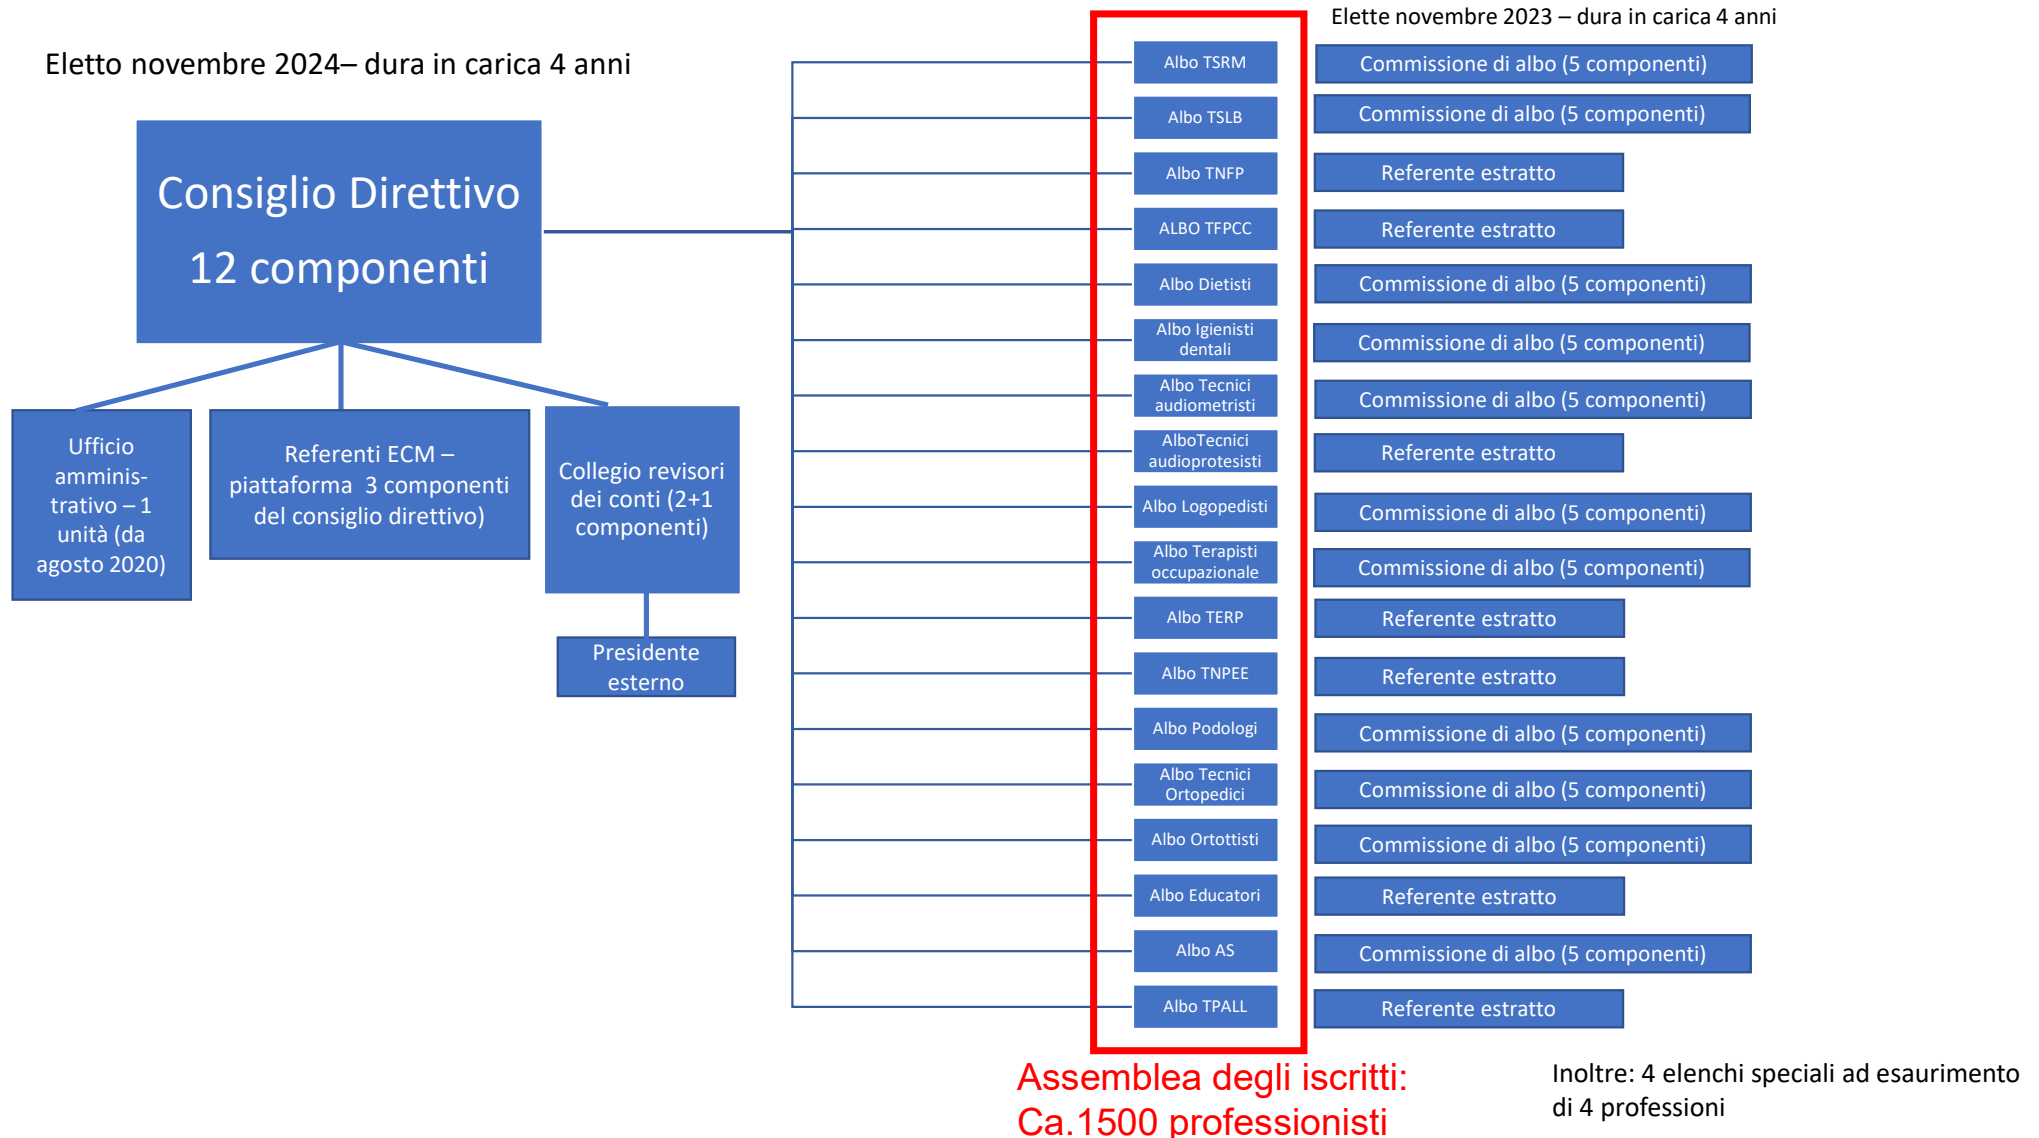 Elette novembre 2023 – dura in carica 4 anni
Eletto novembre 2024– dura in carica 4 anni
Consiglio Direttivo
12 componenti
Ufficio
amminis-
trativo – 1
unità (da
agosto 2020)
Referenti ECM –
piattaforma 3 componenti
del consiglio direttivo)
Collegio revisori
dei conti (2+1
componenti)
Presidente
esterno
Albo TSRM
Commissione di albo (5 componenti)
Albo TSLB
Commissione di albo (5 componenti)
Albo TNFP
Referente estratto
ALBO TFPCC
Referente estratto
Albo Dietisti
Commissione di albo (5 componenti)
Albo Igienisti
dentali
Commissione di albo (5 componenti)
Albo Tecnici
audiometristi
Commissione di albo (5 componenti)
AlboTecnici
audioprotesisti
Referente estratto
Albo Logopedisti
Commissione di albo (5 componenti)
Albo Terapisti
occupazionale
Commissione di albo (5 componenti)
Albo TERP
Referente estratto
Albo TNPEE
Referente estratto
Albo Podologi
Commissione di albo (5 componenti)
Albo Tecnici
Ortopedici
Commissione di albo (5 componenti)
Albo Ortottisti
Commissione di albo (5 componenti)
Albo Educatori
Referente estratto
Albo AS
Commissione di albo (5 componenti)
Albo TPALL
Referente estratto
Assemblea degli iscritti:
Ca.1500 professionisti
Inoltre: 4 elenchi speciali ad esaurimento
di 4 professioni